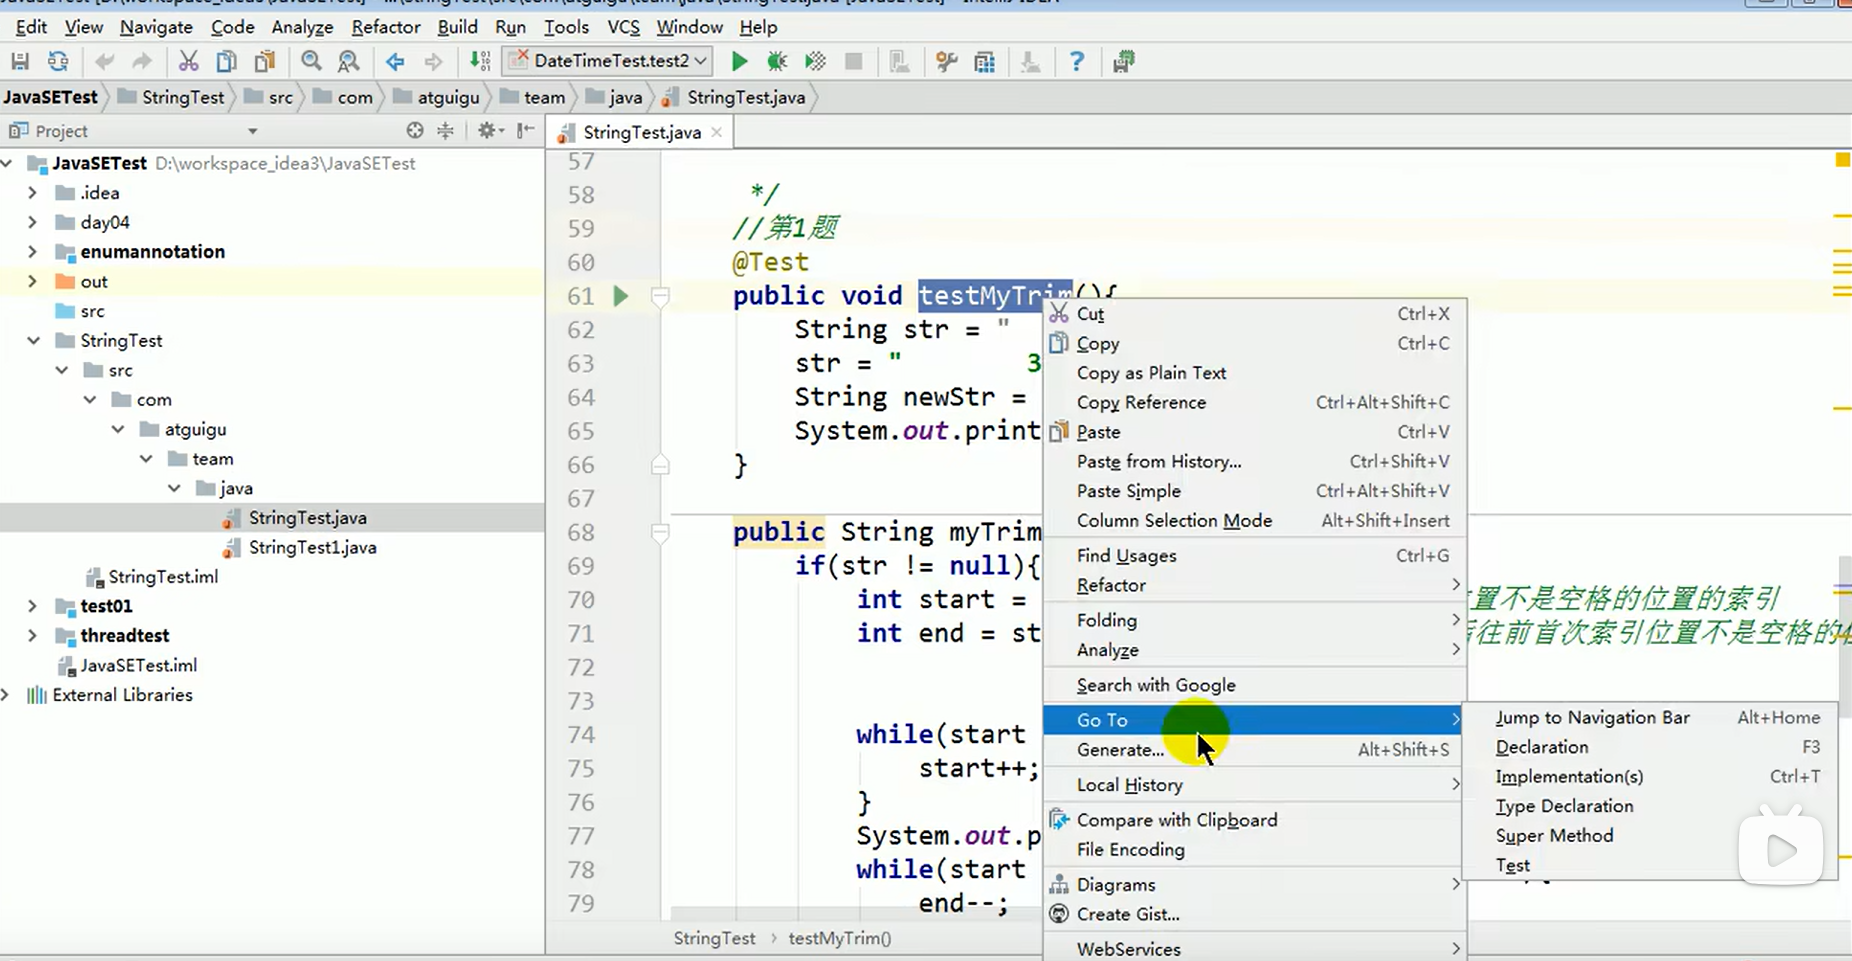 Edit View Navigate Code Analyze Refactor Build Run Tools VCS Window Help
DateTimeTest.test2
JavaSETest StringTest src com atguigu team java StringTest.java
Project
StringTest.java
JavaSETest D:\workspace_idea3\JavaSETest
.idea
day04
enumannotation
out
src
StringTest
src
com
atguigu
team
java
StringTest.java
StringTest1.java
StringTest.iml
test01
threadtest
JavaSETest.iml
External Libraries
57
58 */
59 //第1题
60 @Test
61 public void testMyTrim(){
62 String str = "
63 str = " 3
64 String newStr =
65 System.out.print
66 }
67
68 public String myTrim
69 if(str != null){
70 int start = 置不是空格的位置的索引
71 int end = st 往前首次索引位置不是空格的
72
73
74 while(start
75 start++;
76 }
77 System.out.p
78 while(start
79 end--;
StringTest testMyTrim()
Cut Ctrl+X
Copy Ctrl+C
Copy as Plain Text
Copy Reference Ctrl+Alt+Shift+C
Paste Ctrl+V
Paste from History... Ctrl+Shift+V
Paste Simple Ctrl+Alt+Shift+V
Column Selection Mode Alt+Shift+Insert
Find Usages Ctrl+G
Refactor
Folding
Analyze
Search with Google
Go To
Generate... Alt+Shift+S
Local History
Compare with Clipboard
File Encoding
Diagrams
Create Gist...
WebServices
Jump to Navigation Bar Alt+Home
Declaration F3
Implementation(s) Ctrl+T
Type Declaration
Super Method
Test